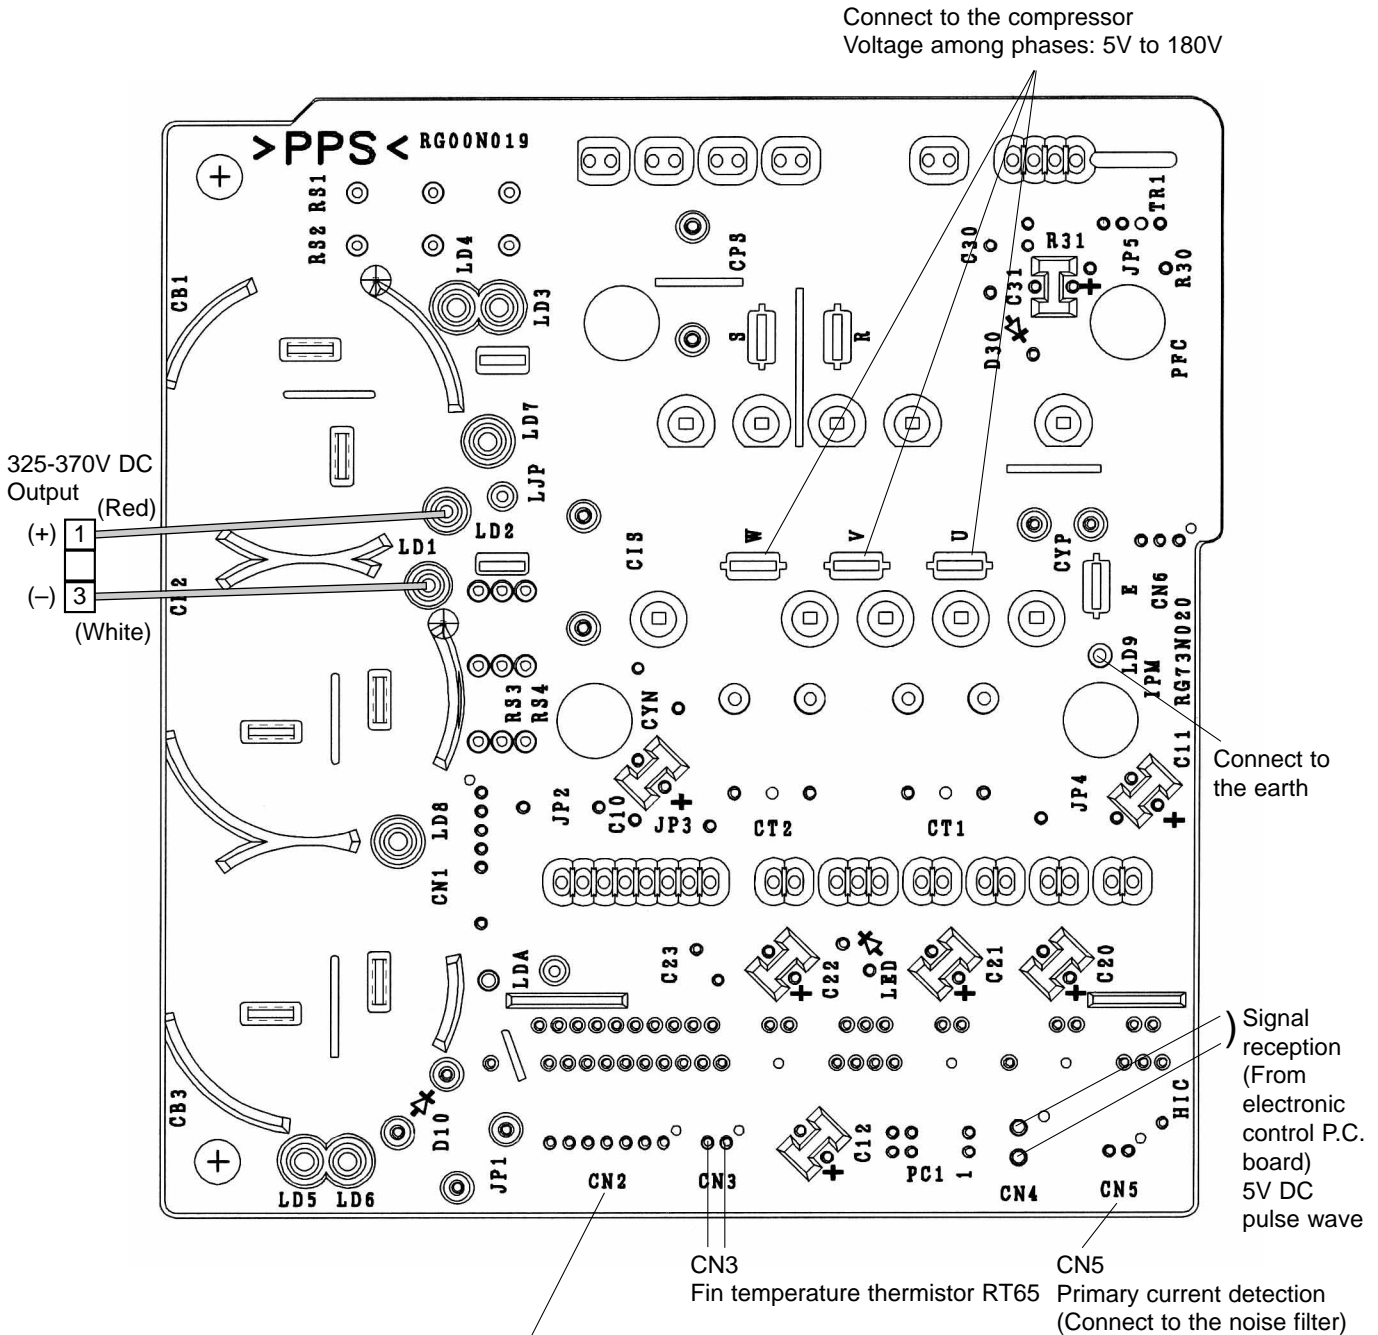 Connect to the compressor
Voltage among phases: 5V to 180V
>PPS< RG00N019
RS2 RS1
LD4
LD3
CB1
CPS
C30
R31
C31
JP5
TR1
R30
S
R
D30
PFC
LD7
LJP
325-370V DC
Output
(Red)
(+) 1
LD2
LD1
CIS
W
V
U
CYP
E
CN6
(–) 3
(White)
RS3
RS4
CYN
LD9
IPM
RG73N020
C11
Connect to
the earth
JP2
C10
JP3
CT2
CT1
JP4
LD8
CN1
LDA
C23
C22
LED
C21
C20
Signal
reception
(From
electronic
control P.C.
board)
5V DC
pulse wave
CB3
D10
LD5
LD6
JP1
CN2
CN3
C12
PC1
1
CN4
CN5
HIC
CN3
Fin temperature thermistor RT65
CN5
Primary current detection
(Connect to the noise filter)